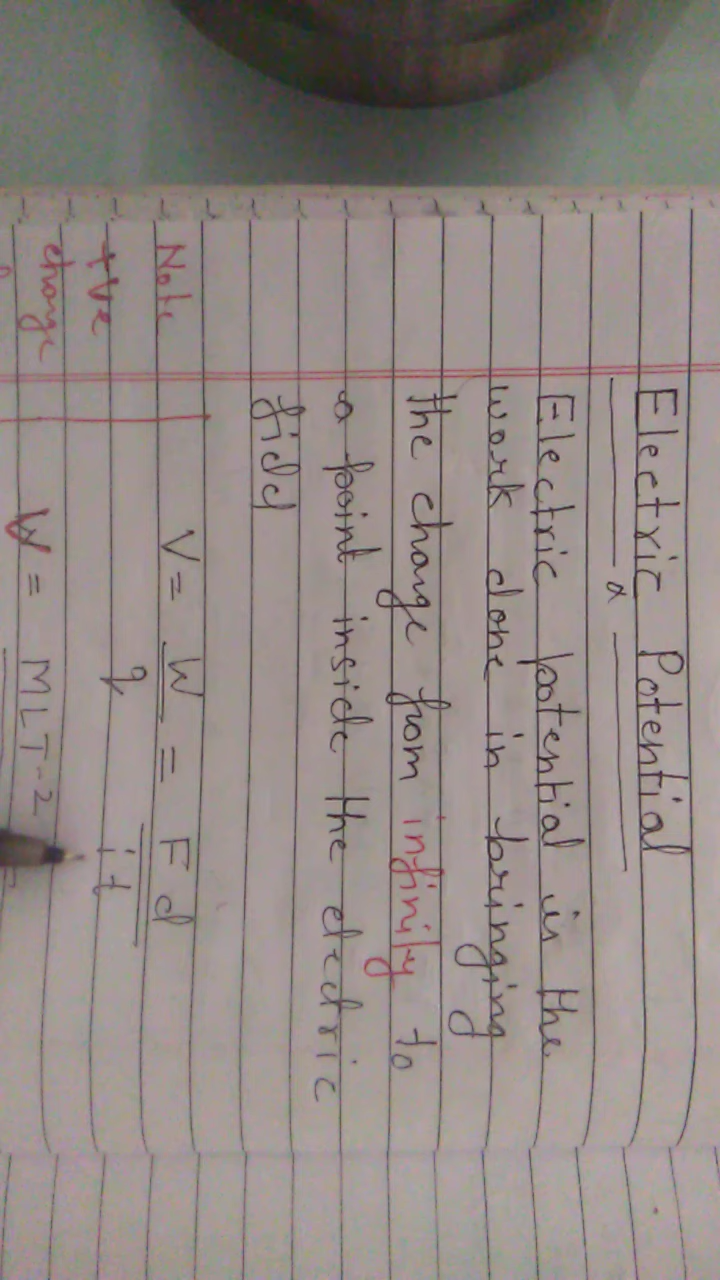 Electric Potential
Electric potential is the
work done in bringing
the charge from infinity to
a point inside the electric
field
Note V = W = Fd
+ve q it
charge W = MLT-2